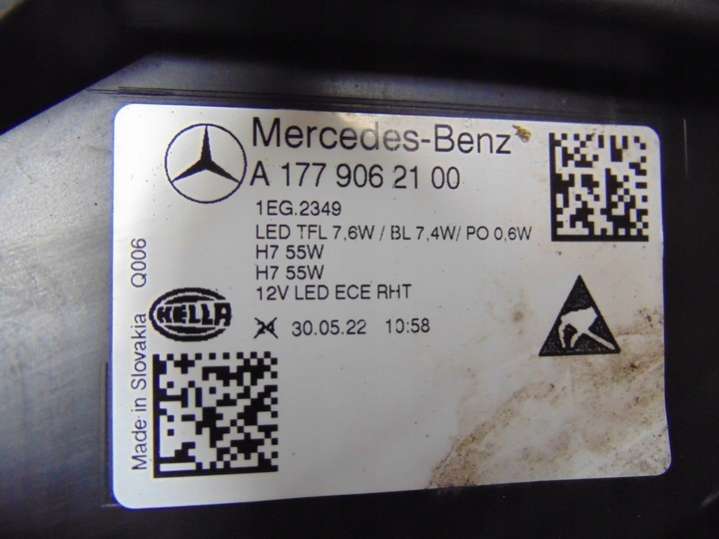 Mercedes-Benz
A 177 906 21 00
1EG.2349
LED TFL 7,6W / BL 7,4W/ PO 0,6W
H7 55W
H7 55W
12V LED ECE RHT
HELLA
24 30.05.22 10:58
Made in Slovakia Q006